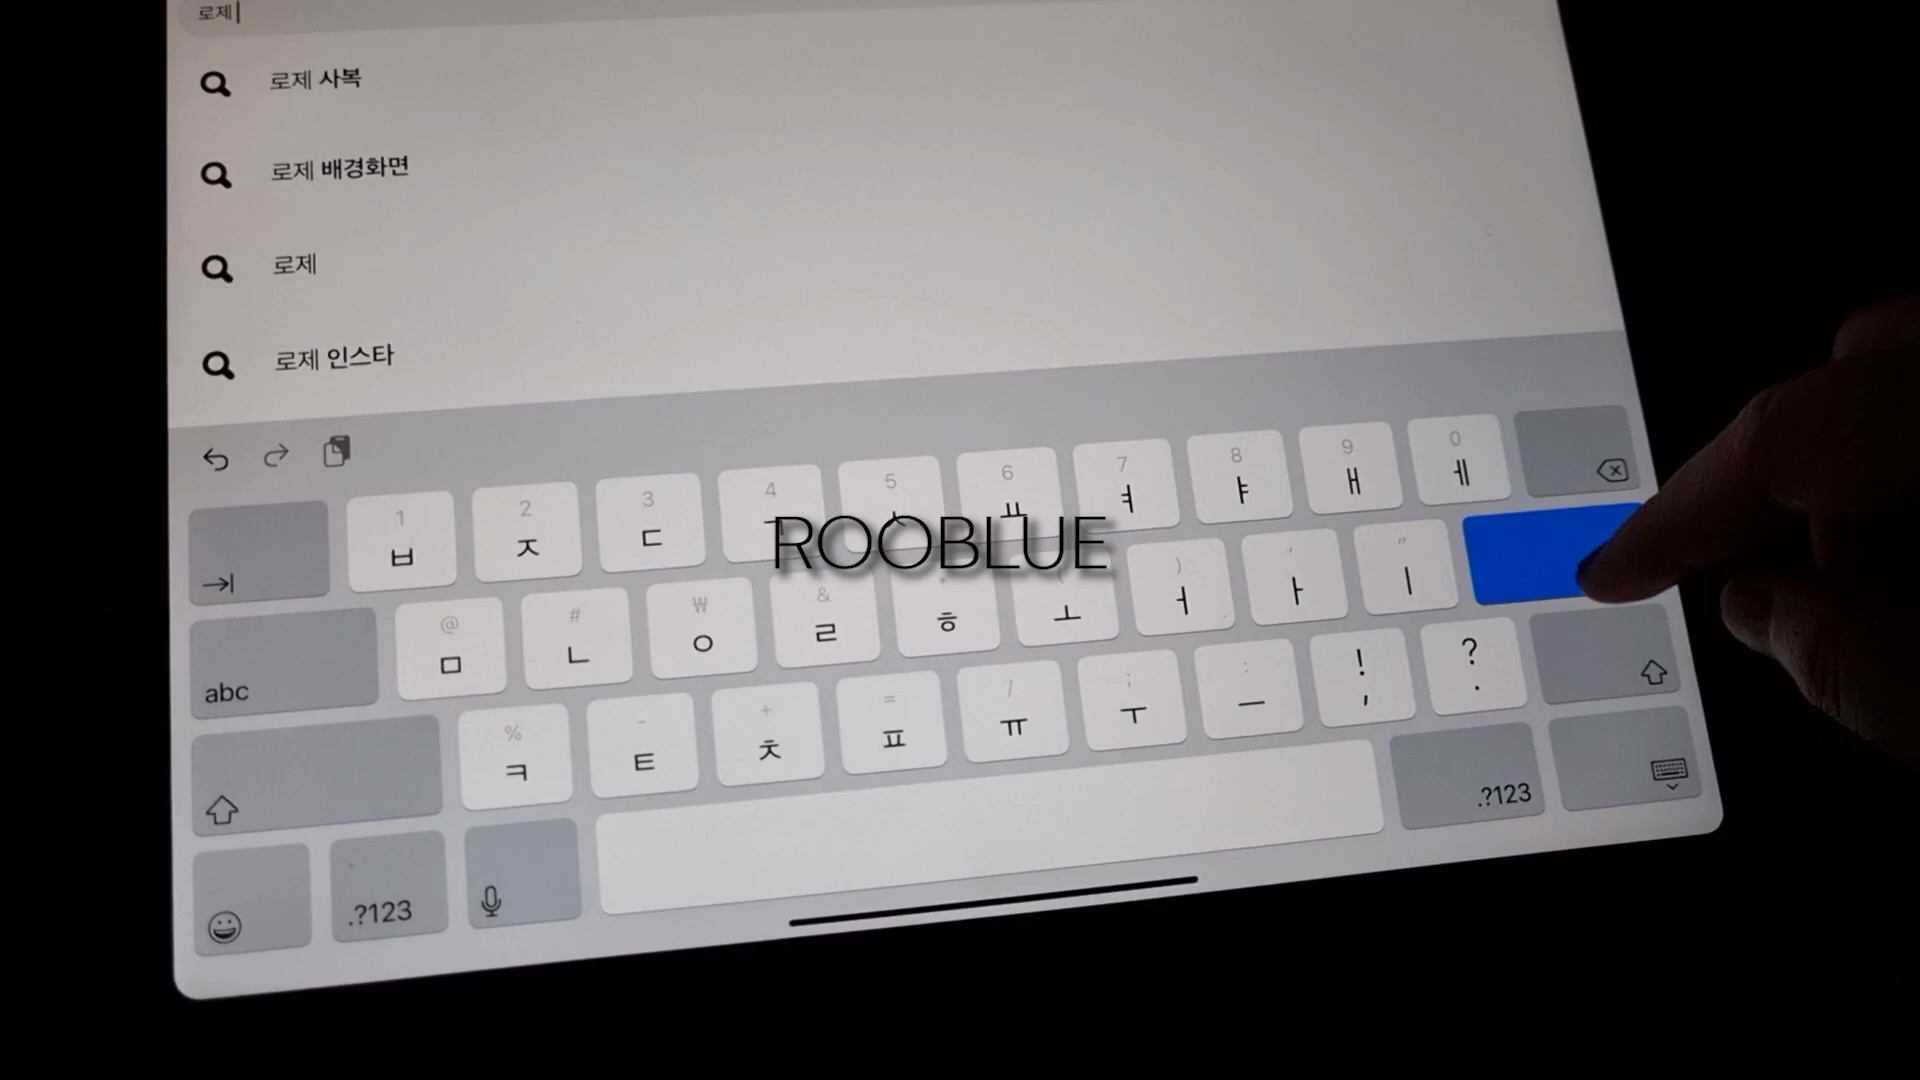 로제
로제 사복
로제 배경화면
로제
로제 인스타
1 2 3 4 5 6 7 8 9 0
ㅂ ㅈ ㄷ ㅅ ㅛ ㅕ ㅑ ㅐ ㅔ
ROOBLUE
@ # ₩ & ) ' "
abc ㅁ ㄴ ㅇ ㄹ ㅎ ㅗ ㅓ ㅏ ㅣ
% - + = / ; : ! ?
ㅋ ㅌ ㅊ ㅍ ㅠ ㅜ ㅡ , .
.?123 .?123